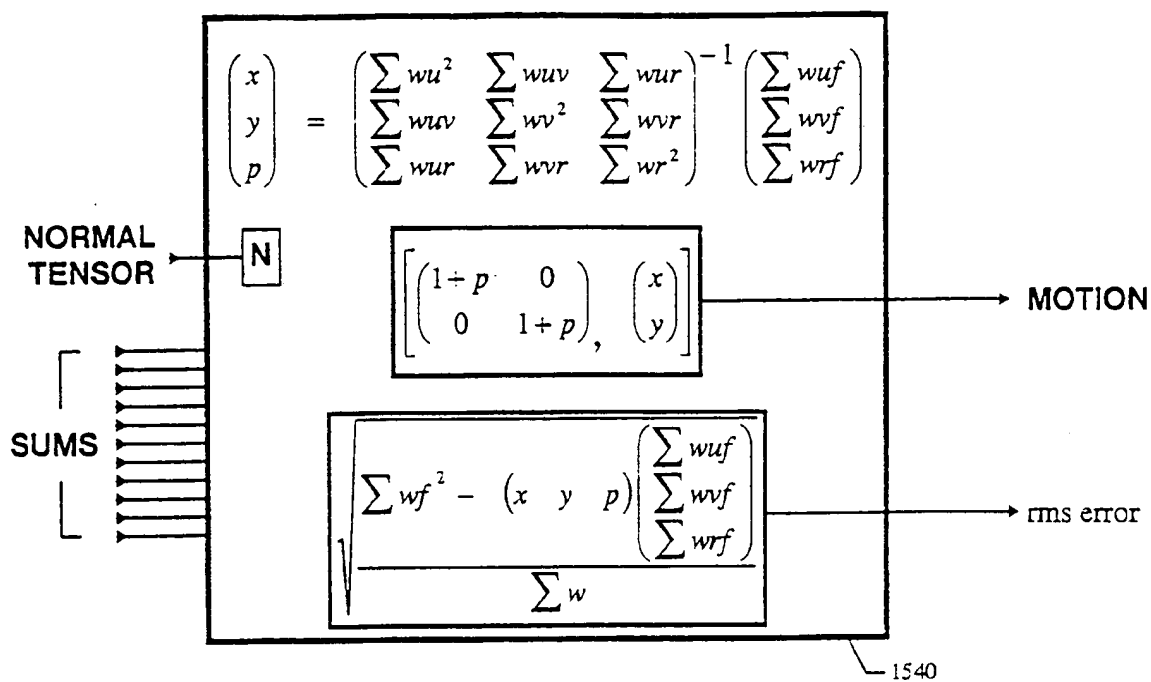 (x y p) = (∑wu² ∑wuv ∑wur
∑wuv ∑wv² ∑wvr
∑wur ∑wvr ∑wr²)⁻¹ (∑wuf ∑wvf ∑wrf)
NORMAL
TENSOR
N
[(1+p 0
0 1+p), (x y)]
MOTION
SUMS
√((∑wf² - (x y p)(∑wuf ∑wvf ∑wrf)) / ∑w)
rms error
1540